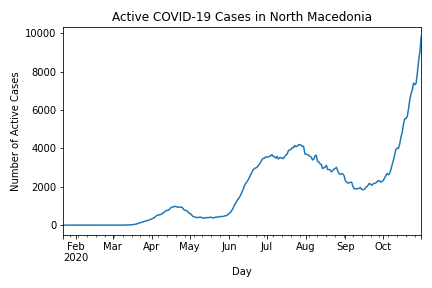 Active COVID-19 Cases in North Macedonia
Number of Active Cases
10000
8000
6000
4000
2000
0
Feb Mar Apr May Jun Jul Aug Sep Oct
2020
Day